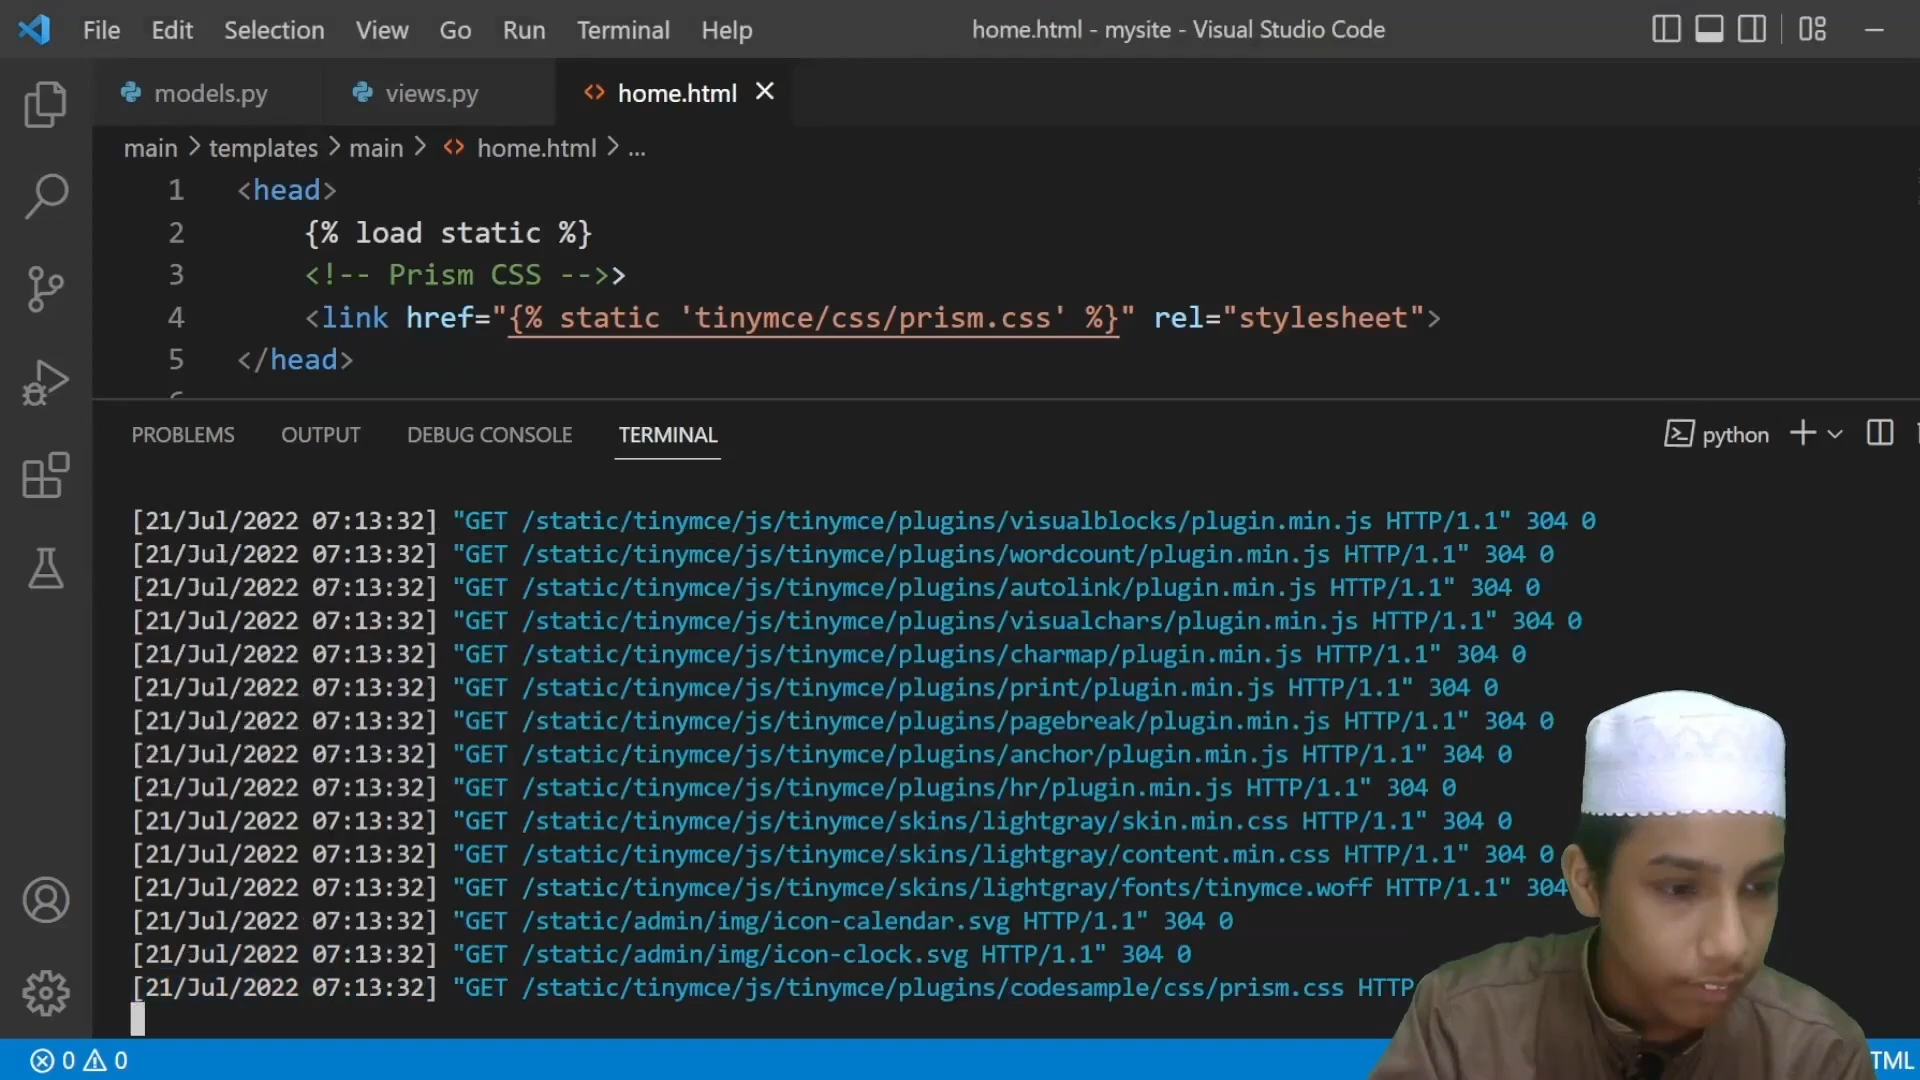 File Edit Selection View Go Run Terminal Help home.html - mysite - Visual Studio Code
models.py views.py home.html
main > templates > main > home.html > ...
1 <head>
2 {% load static %}
3 <!-- Prism CSS -->>
4 <link href="{% static 'tinymce/css/prism.css' %}" rel="stylesheet">
5 </head>
PROBLEMS OUTPUT DEBUG CONSOLE TERMINAL python
[21/Jul/2022 07:13:32] "GET /static/tinymce/js/tinymce/plugins/visualblocks/plugin.min.js HTTP/1.1" 304 0
[21/Jul/2022 07:13:32] "GET /static/tinymce/js/tinymce/plugins/wordcount/plugin.min.js HTTP/1.1" 304 0
[21/Jul/2022 07:13:32] "GET /static/tinymce/js/tinymce/plugins/autolink/plugin.min.js HTTP/1.1" 304 0
[21/Jul/2022 07:13:32] "GET /static/tinymce/js/tinymce/plugins/visualchars/plugin.min.js HTTP/1.1" 304 0
[21/Jul/2022 07:13:32] "GET /static/tinymce/js/tinymce/plugins/charmap/plugin.min.js HTTP/1.1" 304 0
[21/Jul/2022 07:13:32] "GET /static/tinymce/js/tinymce/plugins/print/plugin.min.js HTTP/1.1" 304 0
[21/Jul/2022 07:13:32] "GET /static/tinymce/js/tinymce/plugins/pagebreak/plugin.min.js HTTP/1.1" 304 0
[21/Jul/2022 07:13:32] "GET /static/tinymce/js/tinymce/plugins/anchor/plugin.min.js HTTP/1.1" 304 0
[21/Jul/2022 07:13:32] "GET /static/tinymce/js/tinymce/plugins/hr/plugin.min.js HTTP/1.1" 304 0
[21/Jul/2022 07:13:32] "GET /static/tinymce/js/tinymce/skins/lightgray/skin.min.css HTTP/1.1" 304 0
[21/Jul/2022 07:13:32] "GET /static/tinymce/js/tinymce/skins/lightgray/content.min.css HTTP/1.1" 304 0
[21/Jul/2022 07:13:32] "GET /static/tinymce/js/tinymce/skins/lightgray/fonts/tinymce.woff HTTP/1.1" 304
[21/Jul/2022 07:13:32] "GET /static/admin/img/icon-calendar.svg HTTP/1.1" 304 0
[21/Jul/2022 07:13:32] "GET /static/admin/img/icon-clock.svg HTTP/1.1" 304 0
[21/Jul/2022 07:13:32] "GET /static/tinymce/js/tinymce/plugins/codesample/css/prism.css HTTP
0 0 TML